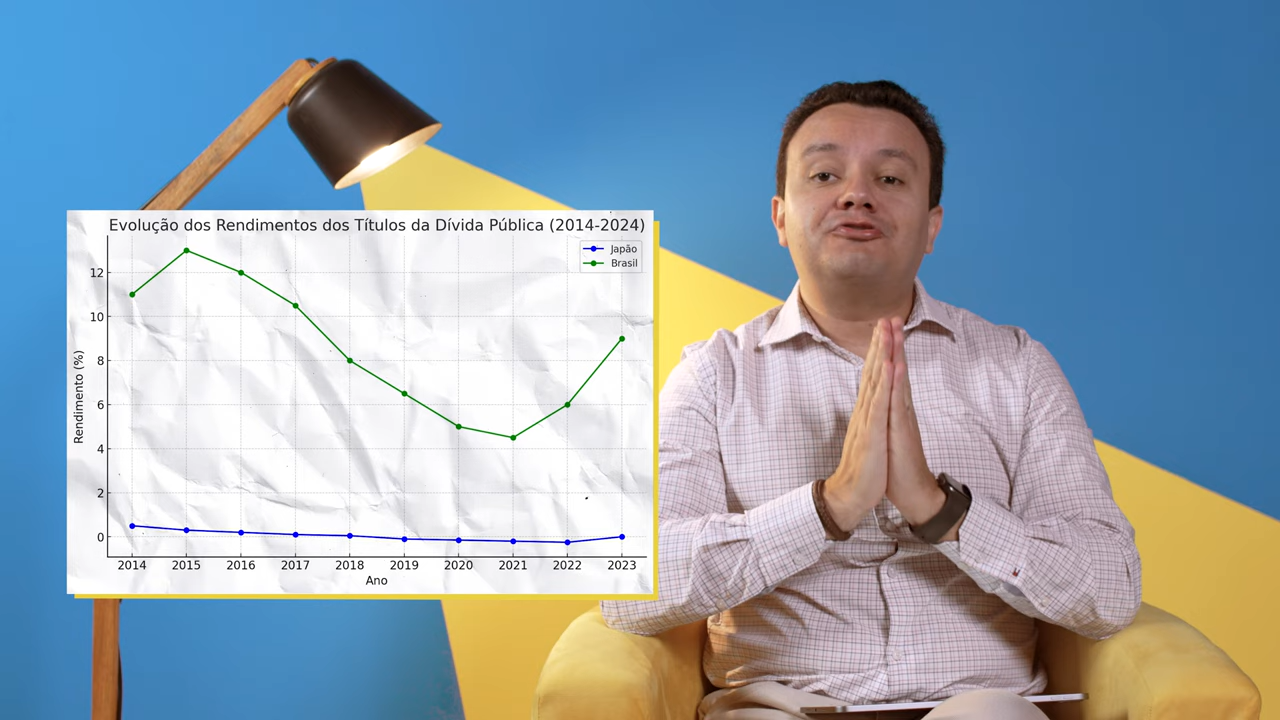 Evolução dos Rendimentos dos Títulos da Dívida Pública (2014-2024)
Japão
Brasil
Rendimento (%)
12
10
8
6
4
2
0
2014 2015 2016 2017 2018 2019 2020 2021 2022 2023
Ano